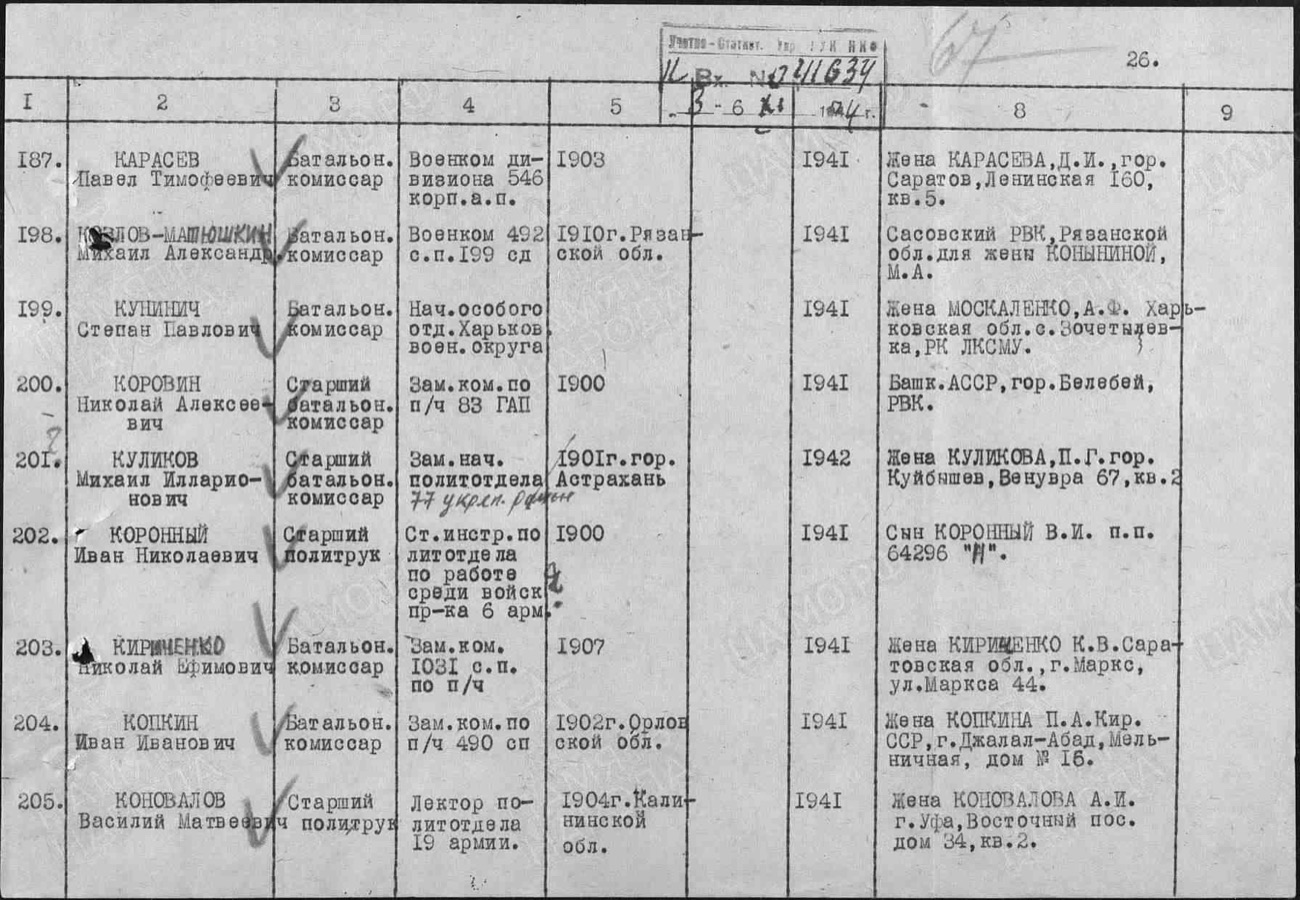 Учетно-Статист. Упр. ГУК НКО
Вх. №
67
26.
I 2 3 4 5 - 6 8 9
187. КАРАСЕВ Батальон. Военком ди- 1903 1941 Жена КАРАСЕВА,Д.И.,гор.
Павел Тимофеевич комиссар визиона 546 Саратов,Ленинская 160,
корп.а.п. кв.5.
198. КОЗЛОВ-МАТЮШКИН Батальон. Военком 492 1910г.Рязан- 1941 Сасовский РВК,Рязанской
Михаил Александр. комиссар с.п.199 сд ской обл. обл.для жены КОНЫНИНОЙ,
М.А.
199. КУНИНИЧ Батальон. Нач.особого 1941 Жена МОСКАЛЕНКО,А.Ф. Харь-
Степан Павлович комиссар отд.Харьков. ковская обл.с.Зочетылев-
воен.округа ка,РК ЛКСМУ.
200. КОРОВИН Старший Зам.ком.по 1900 1941 Башк.АССР,гор.Белебей,
Николай Алексее- батальон. п/ч 83 ГАП РВК.
вич комиссар
201. КУЛИКОВ Старший Зам.нач. 1901г.гор. 1942 Жена КУЛИКОВА,П.Г.гор.
Михаил Илларио- батальон. политотдела Астрахань Куйбышев,Венувра 67,кв.2
нович комиссар 77 укреп. район
202. КОРОННЫЙ Старший Ст.инстр.по 1900 1941 Сын КОРОННЫЙ В.И. п.п.
Иван Николаевич политрук литотдела 64296 "Н".
по работе
среди войск
пр-ка 6 арм.
203. КИРИЧЕНКО Батальон. Зам.ком. 1907 1941 Жена КИРИЧЕНКО К.В.Сара-
Николай Ефимович комиссар 1031 с.п. товская обл.,г.Маркс,
по п/ч ул.Маркса 44.
204. КОПКИН Батальон. Зам.ком.по 1902г.Орлов 1941 Жена КОПКИНА П.А.Кир.
Иван Иванович комиссар п/ч 490 сп ской обл. ССР,г.Джалал-Абад,Мель-
ничная, дом № 16.
205. КОНОВАЛОВ Старший Лектор по- 1904г.Кали- 1941 Жена КОНОВАЛОВА А.И.
Василий Матвеевич политрук литотдела нинской г.Уфа,Восточный пос.
19 армии. обл. дом 34,кв.2.